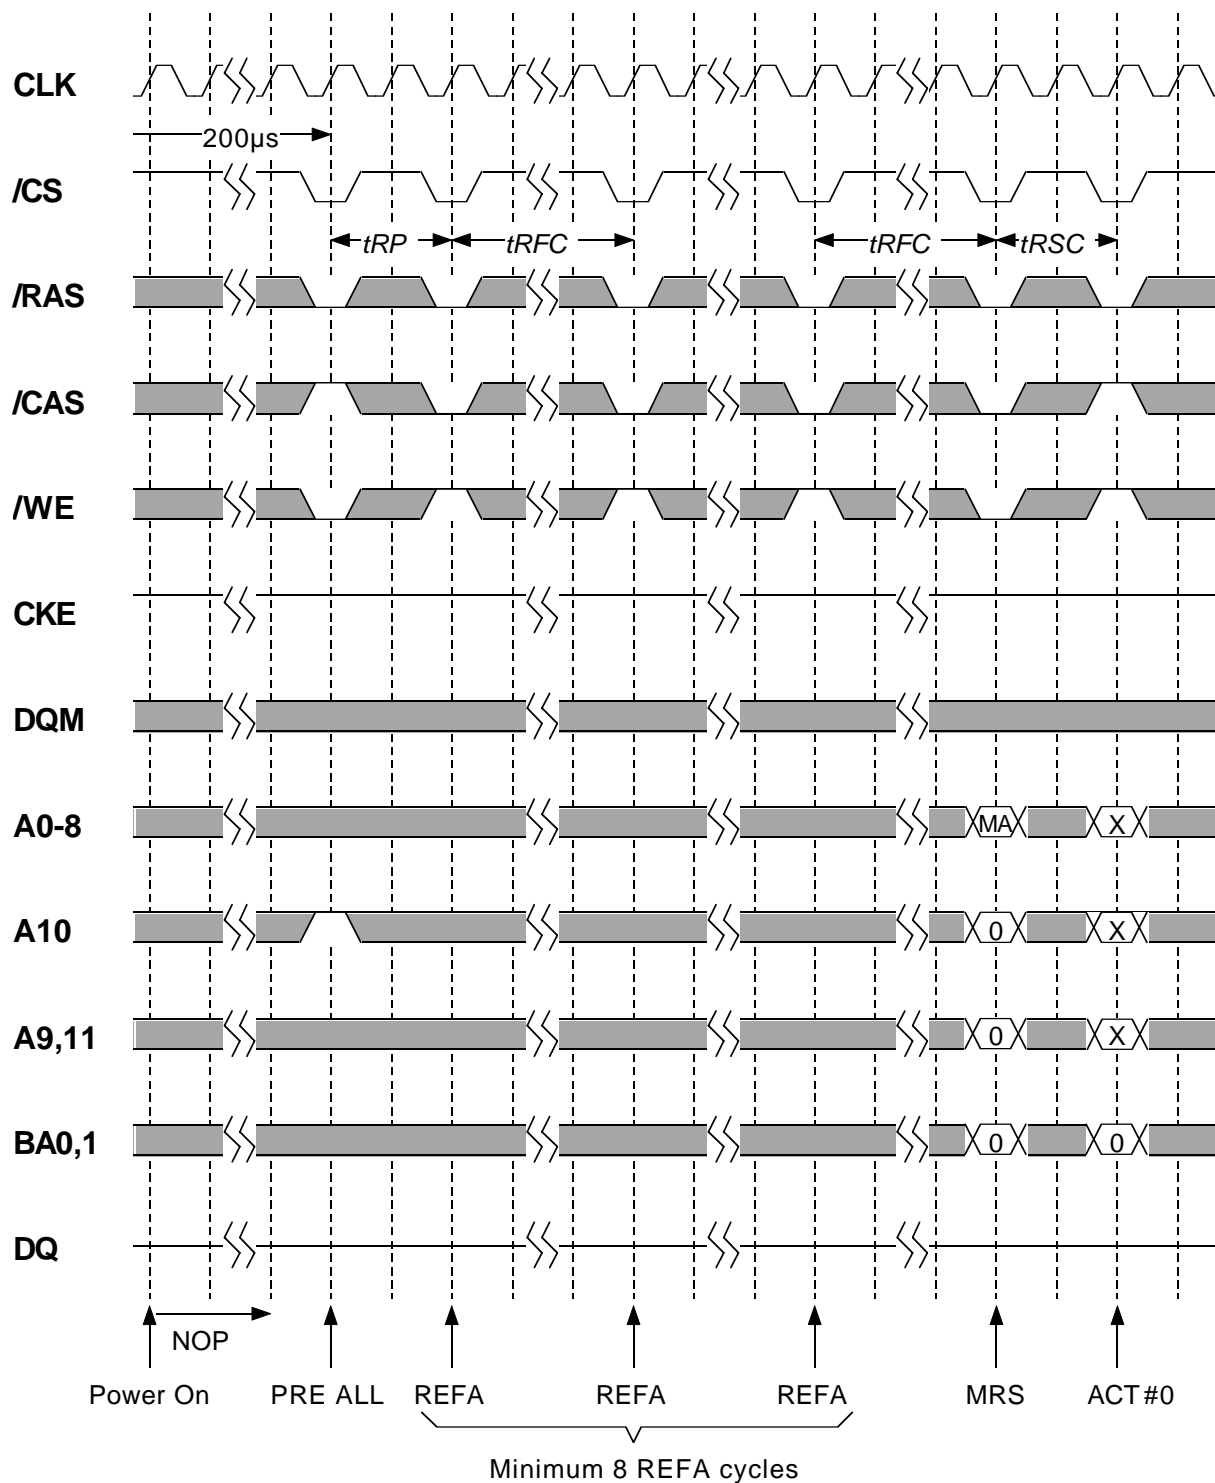 CLK
200µs
/CS
tRP tRFC tRFC tRSC
/RAS
/CAS
/WE
CKE
DQM
A0-8 MA X
A10 0 X
A9,11 0 X
BA0,1 0 0
DQ
NOP
Power On PRE ALL REFA REFA REFA MRS ACT#0
Minimum 8 REFA cycles